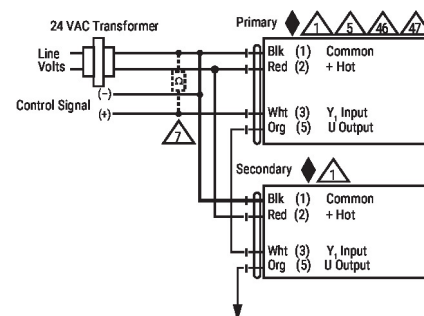 24 VAC Transformer
Primary 1 5 46 47
Line
Volts
Blk (1) Common
Red (2) + Hot
Ω
(–)
Control Signal (+)
7
Wht (3) Y1 Input
Org (5) U Output
Secondary 1
Blk (1) Common
Red (2) + Hot
Wht (3) Y1 Input
Org (5) U Output